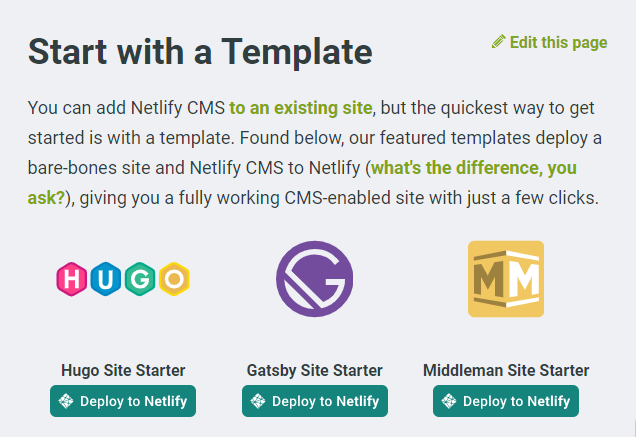 Start with a Template
Edit this page
You can add Netlify CMS to an existing site, but the quickest way to get
started is with a template. Found below, our featured templates deploy a
bare-bones site and Netlify CMS to Netlify (what's the difference, you
ask?), giving you a fully working CMS-enabled site with just a few clicks.
HUGO
MM
Hugo Site Starter
Gatsby Site Starter
Middleman Site Starter
Deploy to Netlify
Deploy to Netlify
Deploy to Netlify